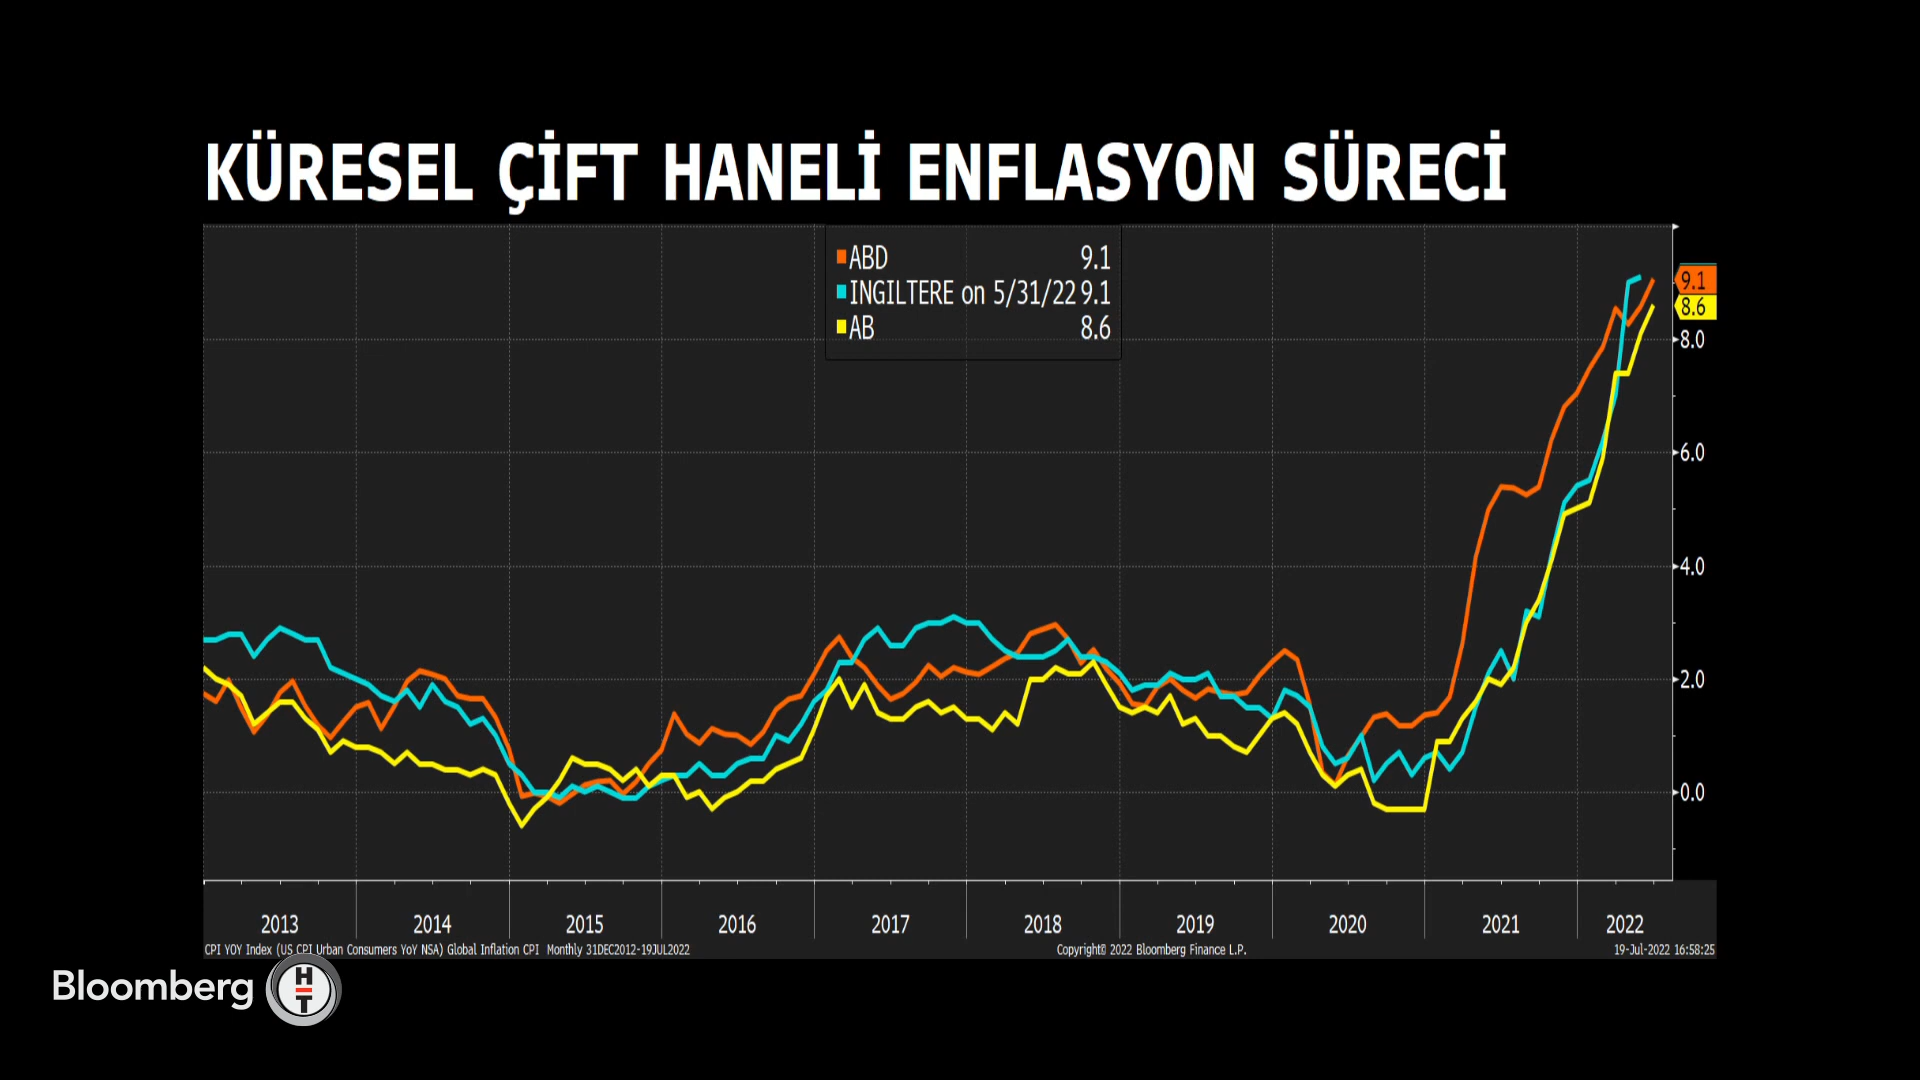 KÜRESEL ÇİFT HANELİ ENFLASYON SÜRECİ
ABD 9.1
INGILTERE on 5/31/22 9.1
AB 8.6
9.1
8.6
8.0
6.0
4.0
2.0
0.0
2013 2014 2015 2016 2017 2018 2019 2020 2021 2022
CPI YOY Index (US CPI Urban Consumers YoY NSA) Global Inflation CPI Monthly 31DEC2012-19JUL2022 Copyright© 2022 Bloomberg Finance L.P. 19-Jul-2022 16:58:25
Bloomberg HT